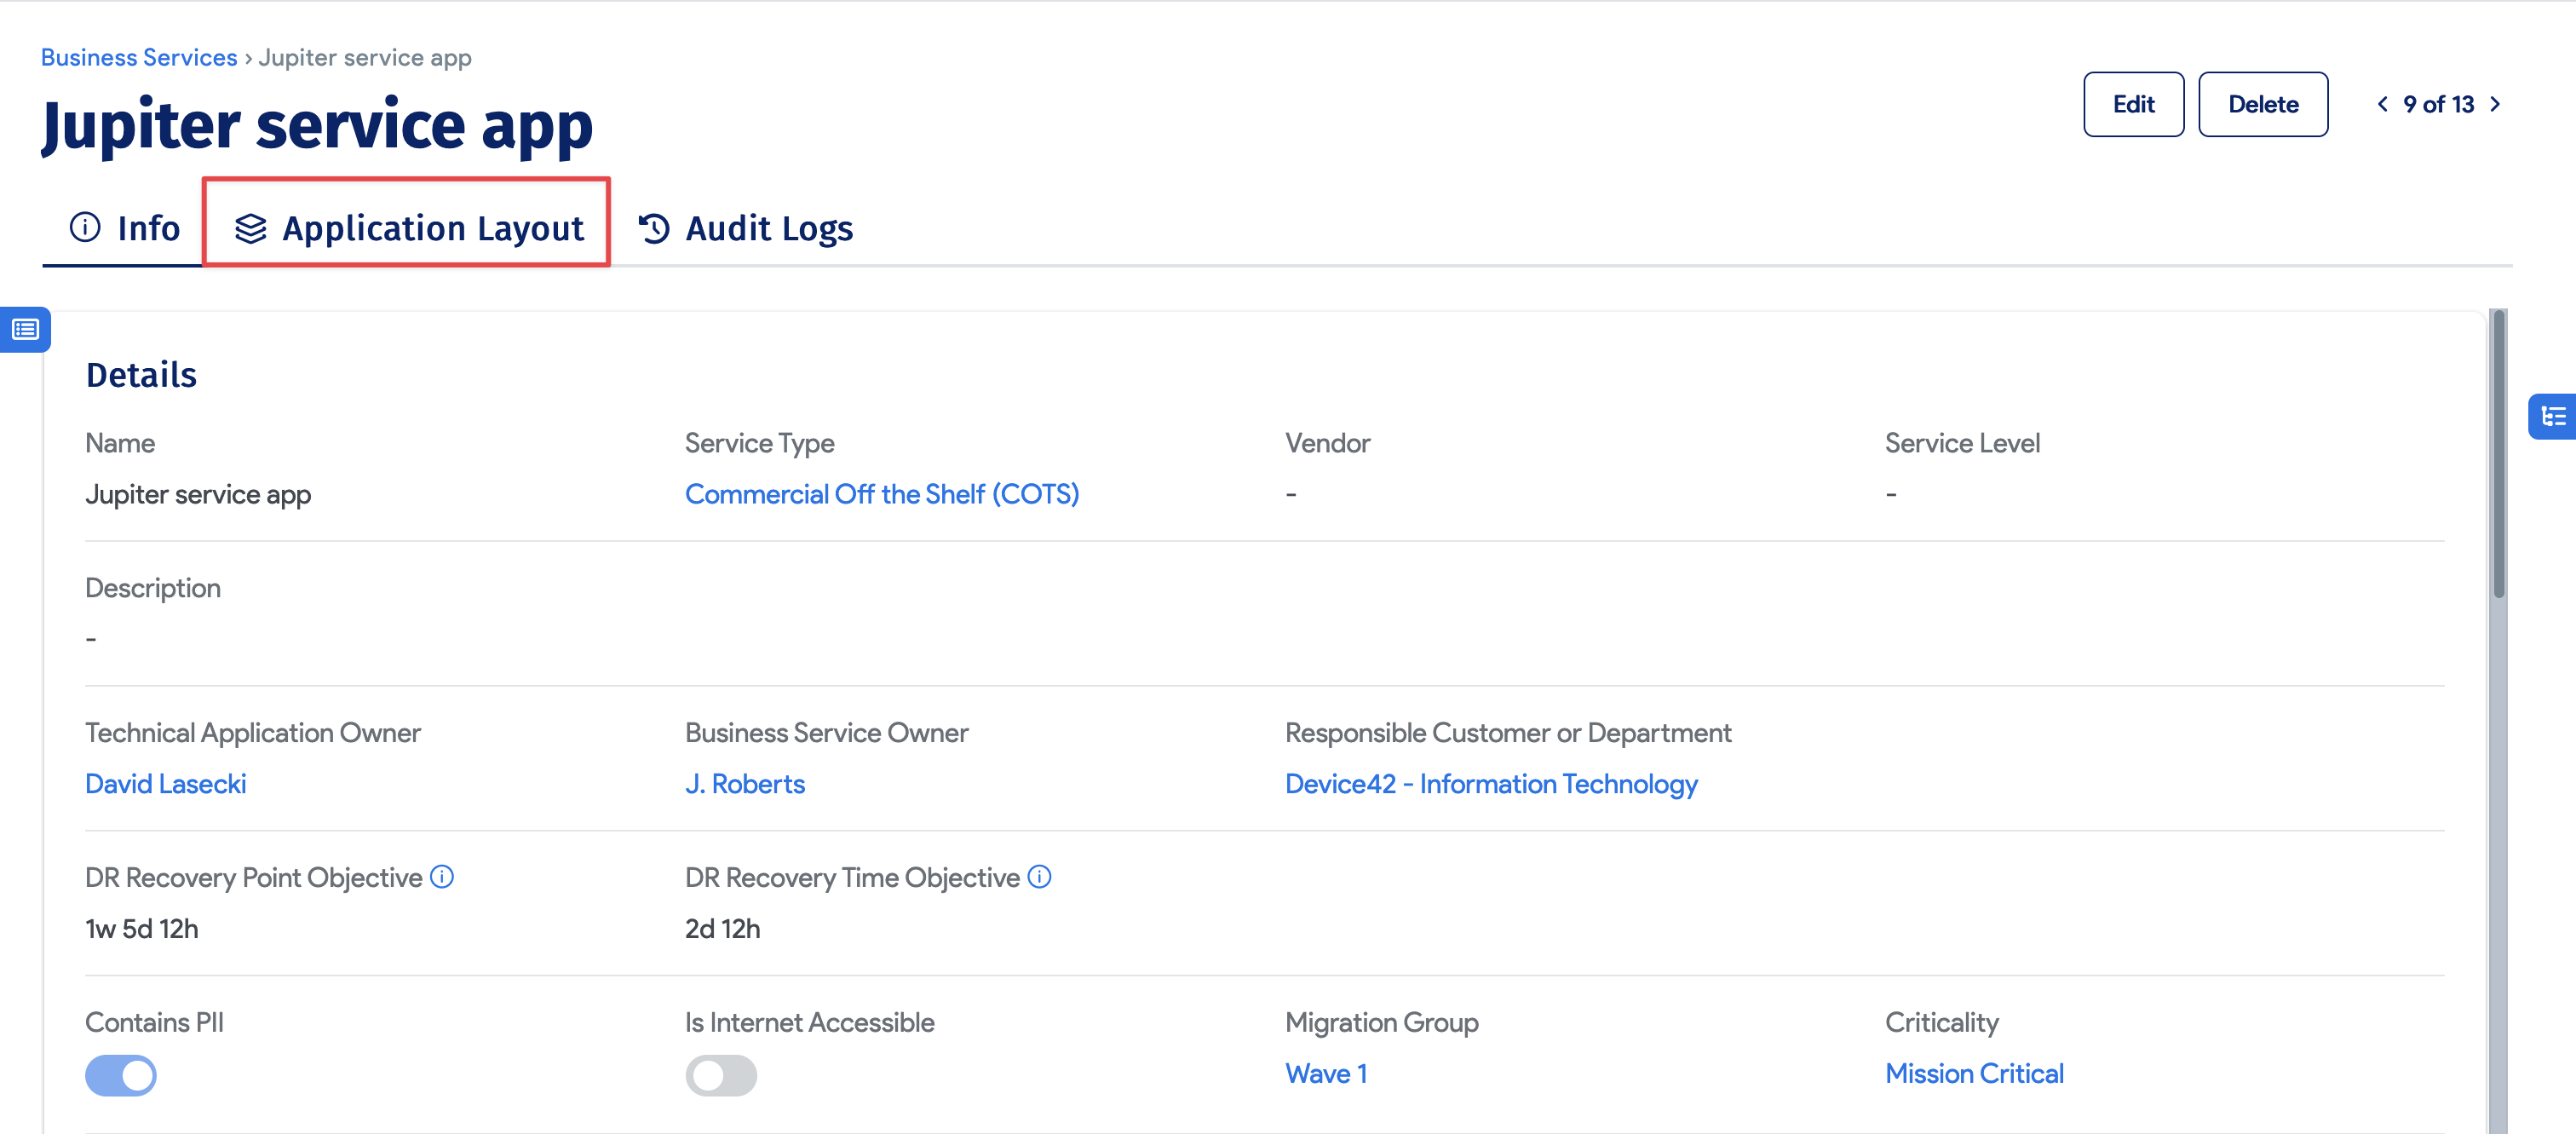 Business Services › Jupiter service app
Jupiter service app
Edit Delete < 9 of 13 >
Info Application Layout Audit Logs
Details
Name Service Type Vendor Service Level
Jupiter service app Commercial Off the Shelf (COTS) - -
Description
-
Technical Application Owner Business Service Owner Responsible Customer or Department
David Lasecki J. Roberts Device42 - Information Technology
DR Recovery Point Objective DR Recovery Time Objective
1w 5d 12h 2d 12h
Contains PII Is Internet Accessible Migration Group Criticality
Wave 1 Mission Critical